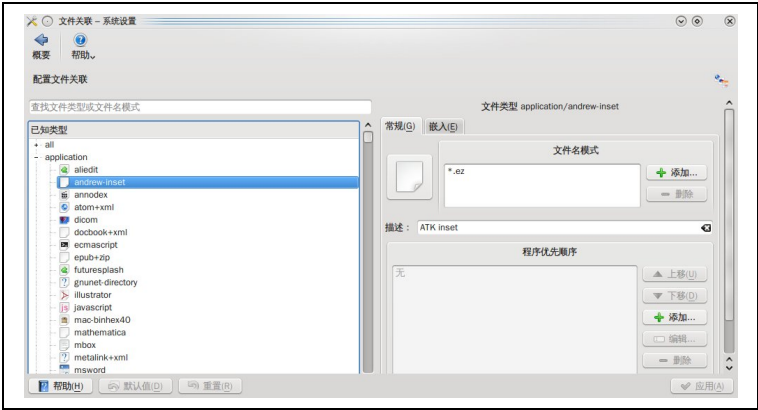 文件关联 – 系统设置
概要 帮助
配置文件关联
查找文件类型或文件名模式
已知类型
+ all
- application
aliedit
andrew-inset
annodex
atom+xml
dicom
docbook+xml
ecmascript
epub+zip
futuresplash
gnunet-directory
illustrator
javascript
mac-binhex40
mathematica
mbox
metalink+xml
msword
文件类型 application/andrew-inset
常规(G) 嵌入(E)
文件名模式
*.ez
添加...
删除
描述： ATK inset
程序优先顺序
无
上移(U)
下移(D)
添加...
编辑...
删除
帮助(H) 默认值(D) 重置(R) 应用(A)